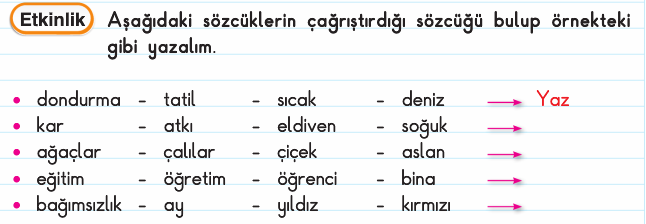 Etkinlik Aşağıdaki sözcüklerin çağrıştırdığı sözcüğü bulup örnekteki
gibi yazalım.
• dondurma - tatil - sıcak - deniz → Yaz
• kar - atkı - eldiven - soğuk →
• ağaçlar - çalılar - çiçek - aslan →
• eğitim - öğretim - öğrenci - bina →
• bağımsızlık - ay - yıldız - kırmızı →